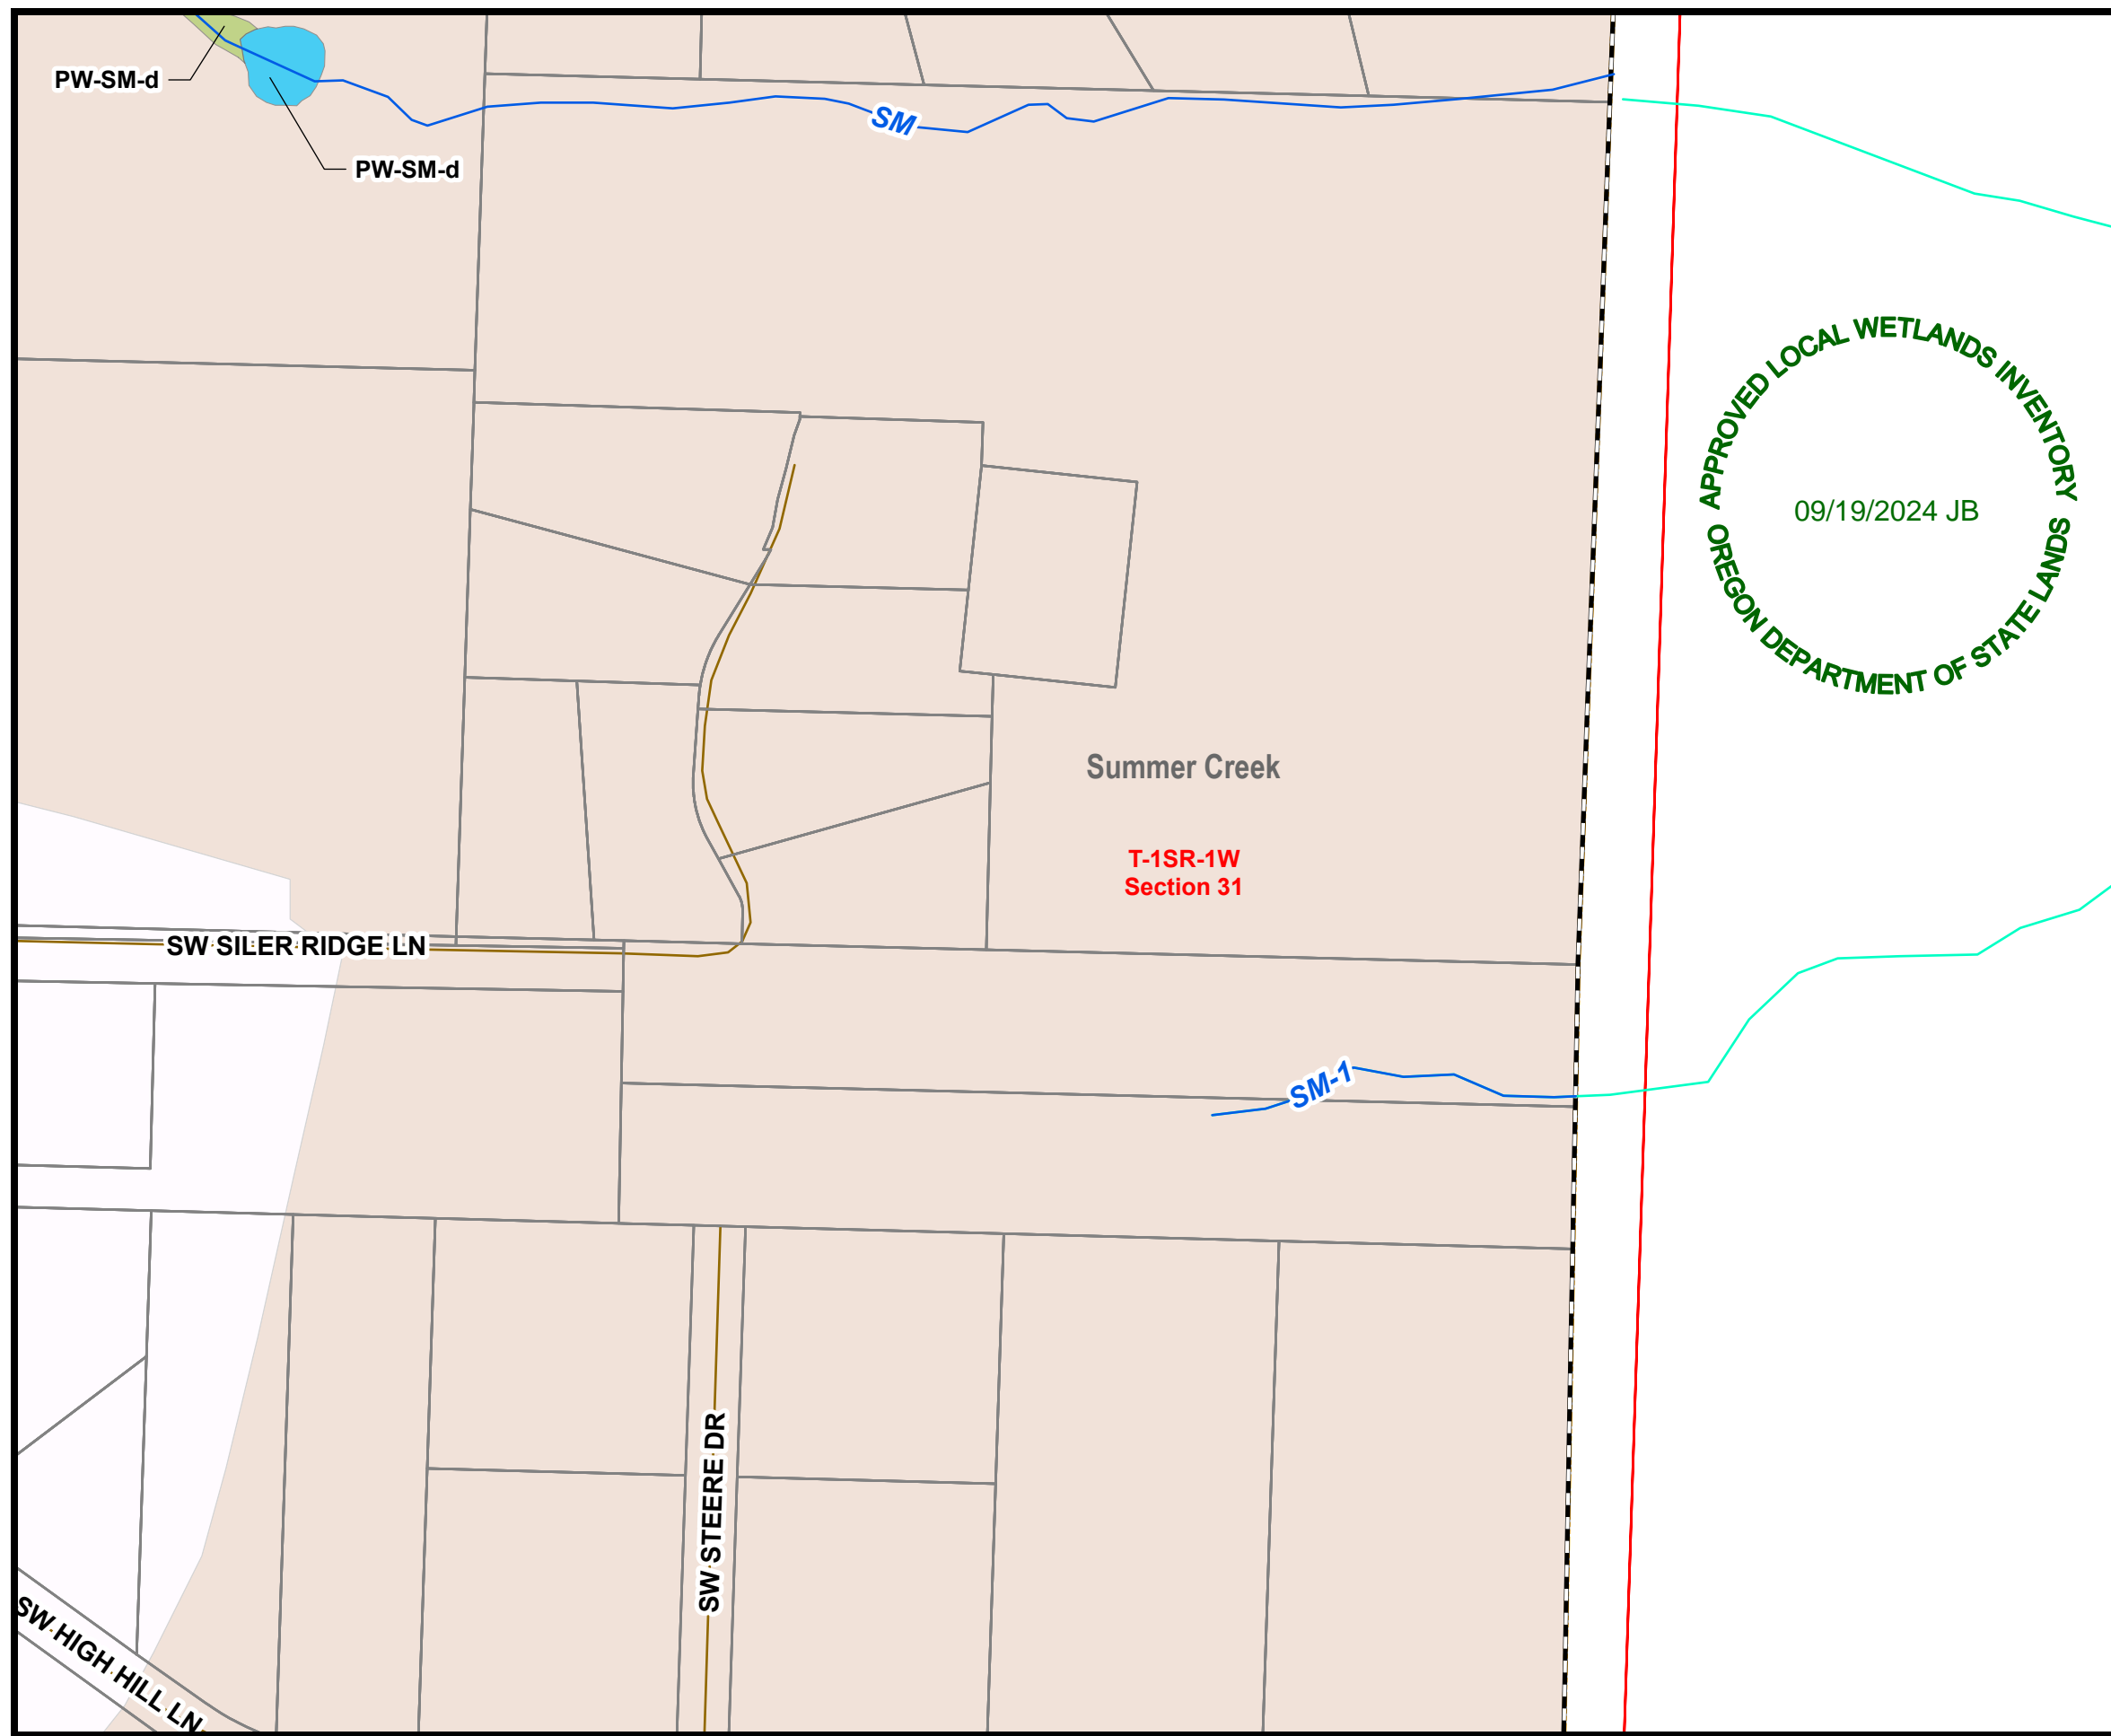 PW-SM-d
SM
PW-SM-d
APPROVED LOCAL WETLANDS INVENTORY
09/19/2024 JB
OREGON DEPARTMENT OF STATE LANDS
Summer Creek
T-1SR-1W
Section 31
SW SILER RIDGE LN
SM-1
SW STEERE DR
SW HIGH HILL LN